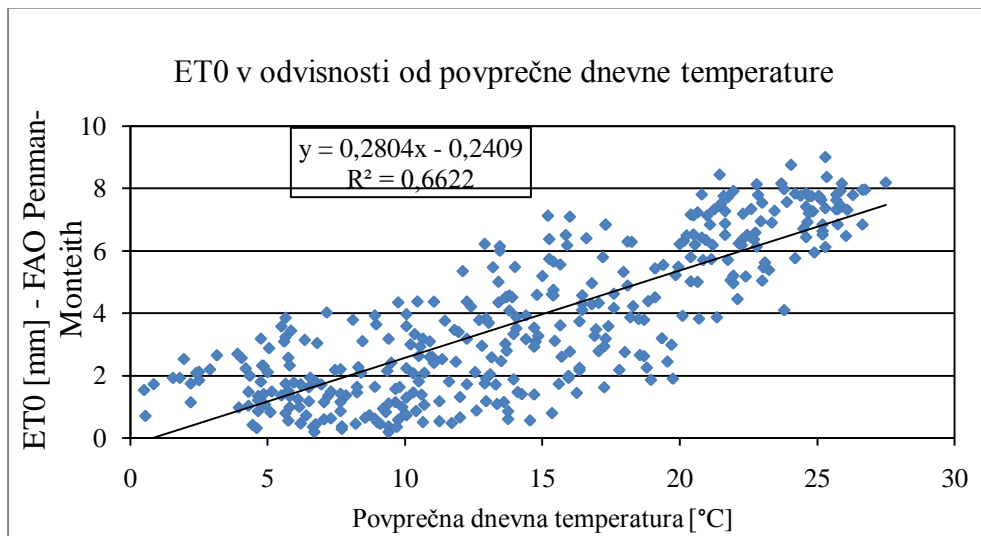 ET0 v odvisnosti od povprečne dnevne temperature
ET0 [mm] - FAO Penman-
Monteith
y = 0,2804x - 0,2409
R² = 0,6622
10
8
6
4
2
0
0 5 10 15 20 25 30
Povprečna dnevna temperatura [°C]